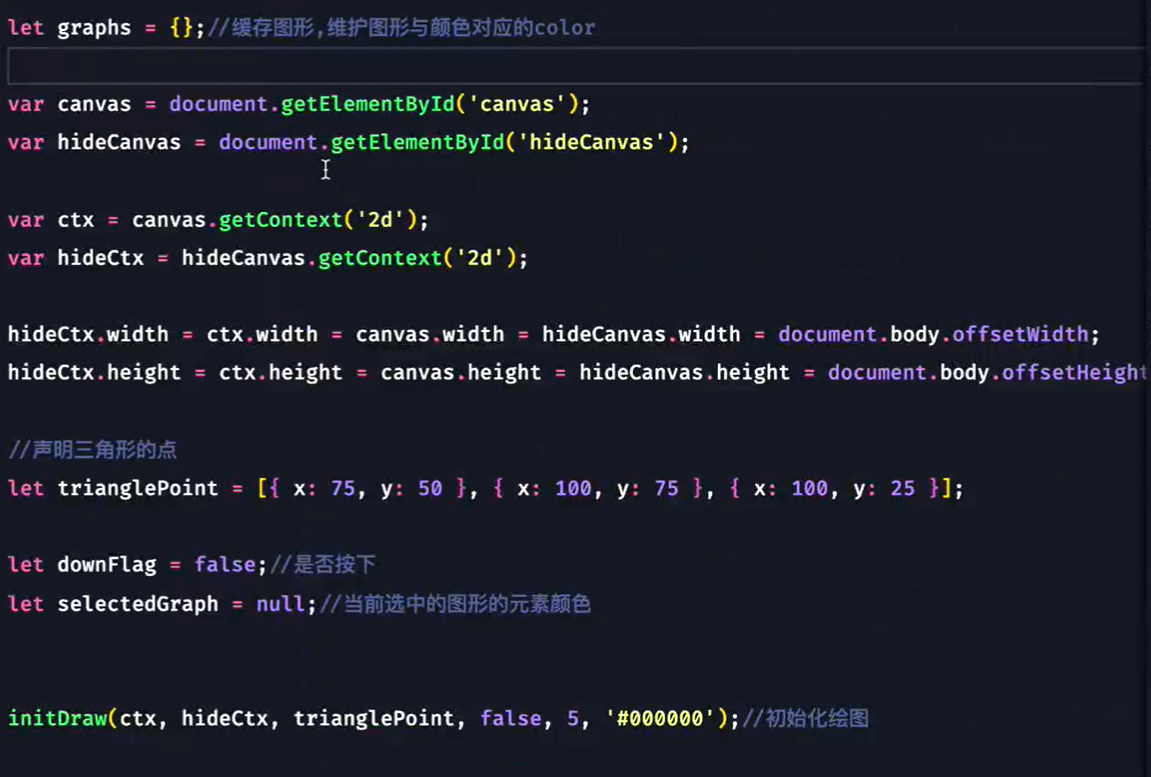 let graphs = {};//缓存图形,维护图形与颜色对应的color
var canvas = document.getElementById('canvas');
var hideCanvas = document.getElementById('hideCanvas');
var ctx = canvas.getContext('2d');
var hideCtx = hideCanvas.getContext('2d');
hideCtx.width = ctx.width = canvas.width = hideCanvas.width = document.body.offsetWidth;
hideCtx.height = ctx.height = canvas.height = hideCanvas.height = document.body.offsetHeight
//声明三角形的点
let trianglePoint = [{ x: 75, y: 50 }, { x: 100, y: 75 }, { x: 100, y: 25 }];
let downFlag = false;//是否按下
let selectedGraph = null;//当前选中的图形的元素颜色
initDraw(ctx, hideCtx, trianglePoint, false, 5, '#000000');//初始化绘图